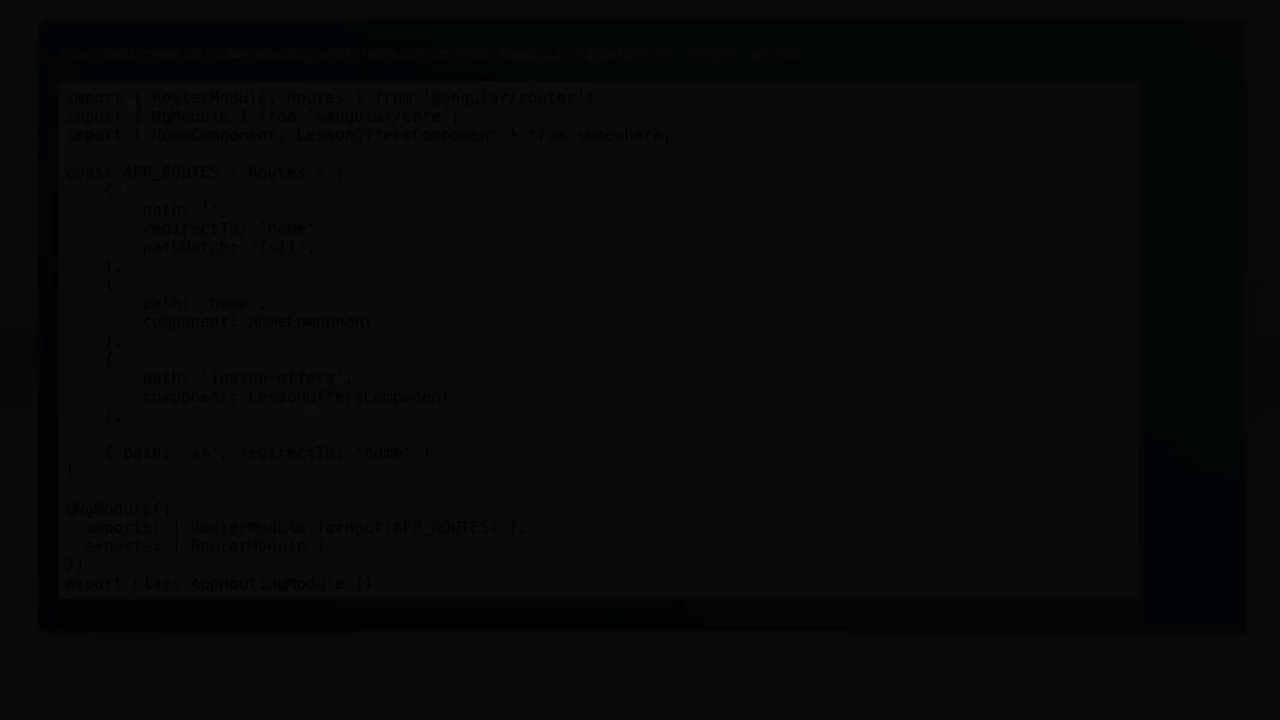 import { RouterModule, Routes } from '@angular/router';
import { NgModule } from '@angular/core';
import { HomeComponent, LessonOffersComponent } from somewhere;
const APP_ROUTES : Routes = [
{
path: '',
redirectTo: 'home',
pathMatch: 'full',
},
{
path: 'home',
component: HomeComponent
},
{
path: 'lesson-offers',
component: LessonOffersComponent
},
{ path: '**', redirectTo: 'home' }
]
@NgModule({
imports: [ RouterModule.forRoot(APP_ROUTES) ],
exports: [ RouterModule ]
});
export class AppRoutingModule {}